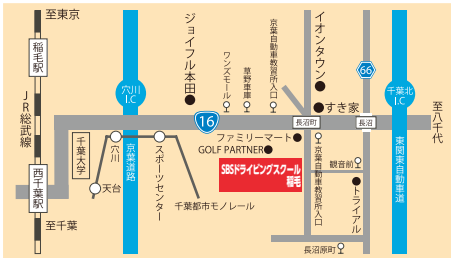 至東京
稲毛駅
JR総武線
西千葉駅
至千葉
千葉大学
穴川
I.C
京葉道路
穴川
天台
スポーツセンター
千葉都市モノレール
ジョイフル本田
16
ワンズモール
草野車庫
京葉自動車教習所入口
イオンタウン
すき家
66
千葉北
I.C
至八千代
長沼町
長沼
ファミリーマート
GOLF PARTNER
SBSドライビングスクール
稲毛
京葉自動車教習所入口
観音前
トライアル
東関東自動車道
長沼原町